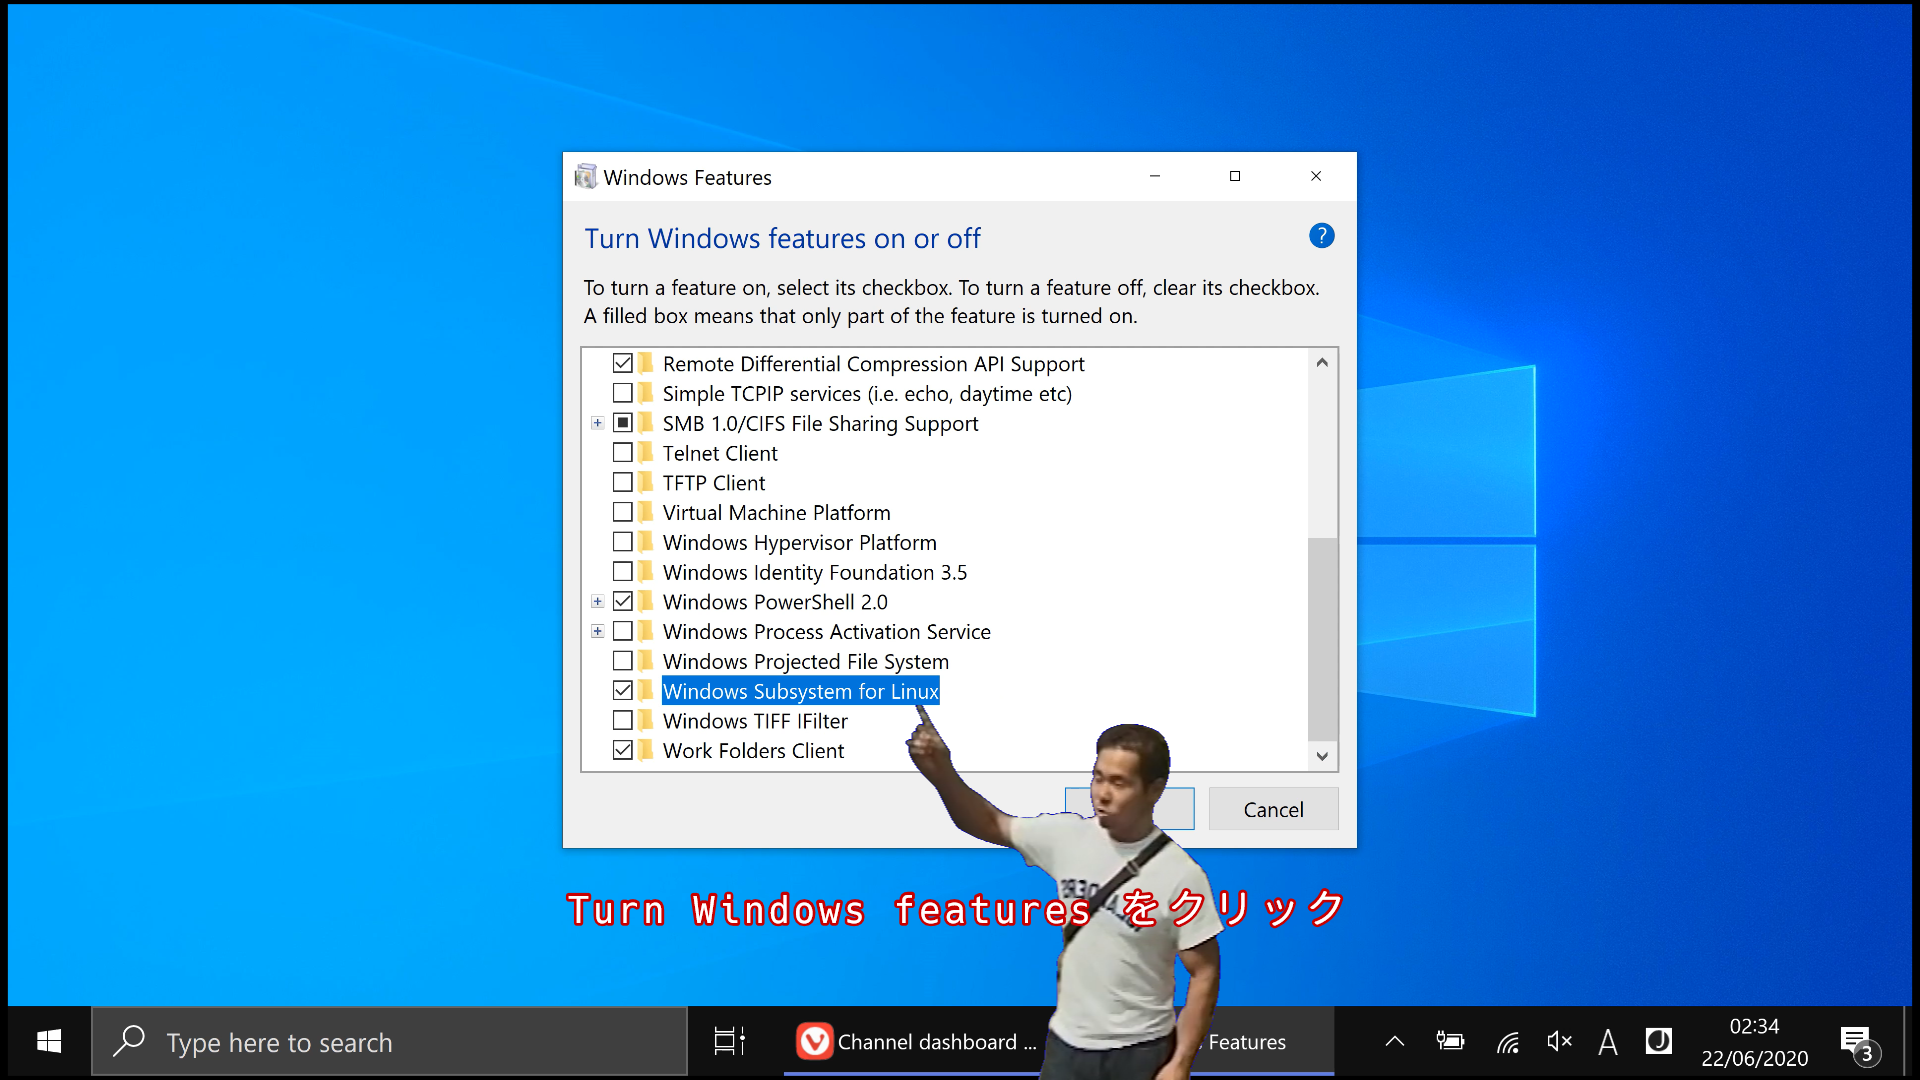 Windows Features
Turn Windows features on or off
?
To turn a feature on, select its checkbox. To turn a feature off, clear its checkbox.
A filled box means that only part of the feature is turned on.
Remote Differential Compression API Support
Simple TCPIP services (i.e. echo, daytime etc)
SMB 1.0/CIFS File Sharing Support
Telnet Client
TFTP Client
Virtual Machine Platform
Windows Hypervisor Platform
Windows Identity Foundation 3.5
Windows PowerShell 2.0
Windows Process Activation Service
Windows Projected File System
Windows Subsystem for Linux
Windows TIFF IFilter
Work Folders Client
Cancel
Turn Windows features をクリック
Type here to search
Channel dashboard ...
Features
A
J
02:34
22/06/2020
3